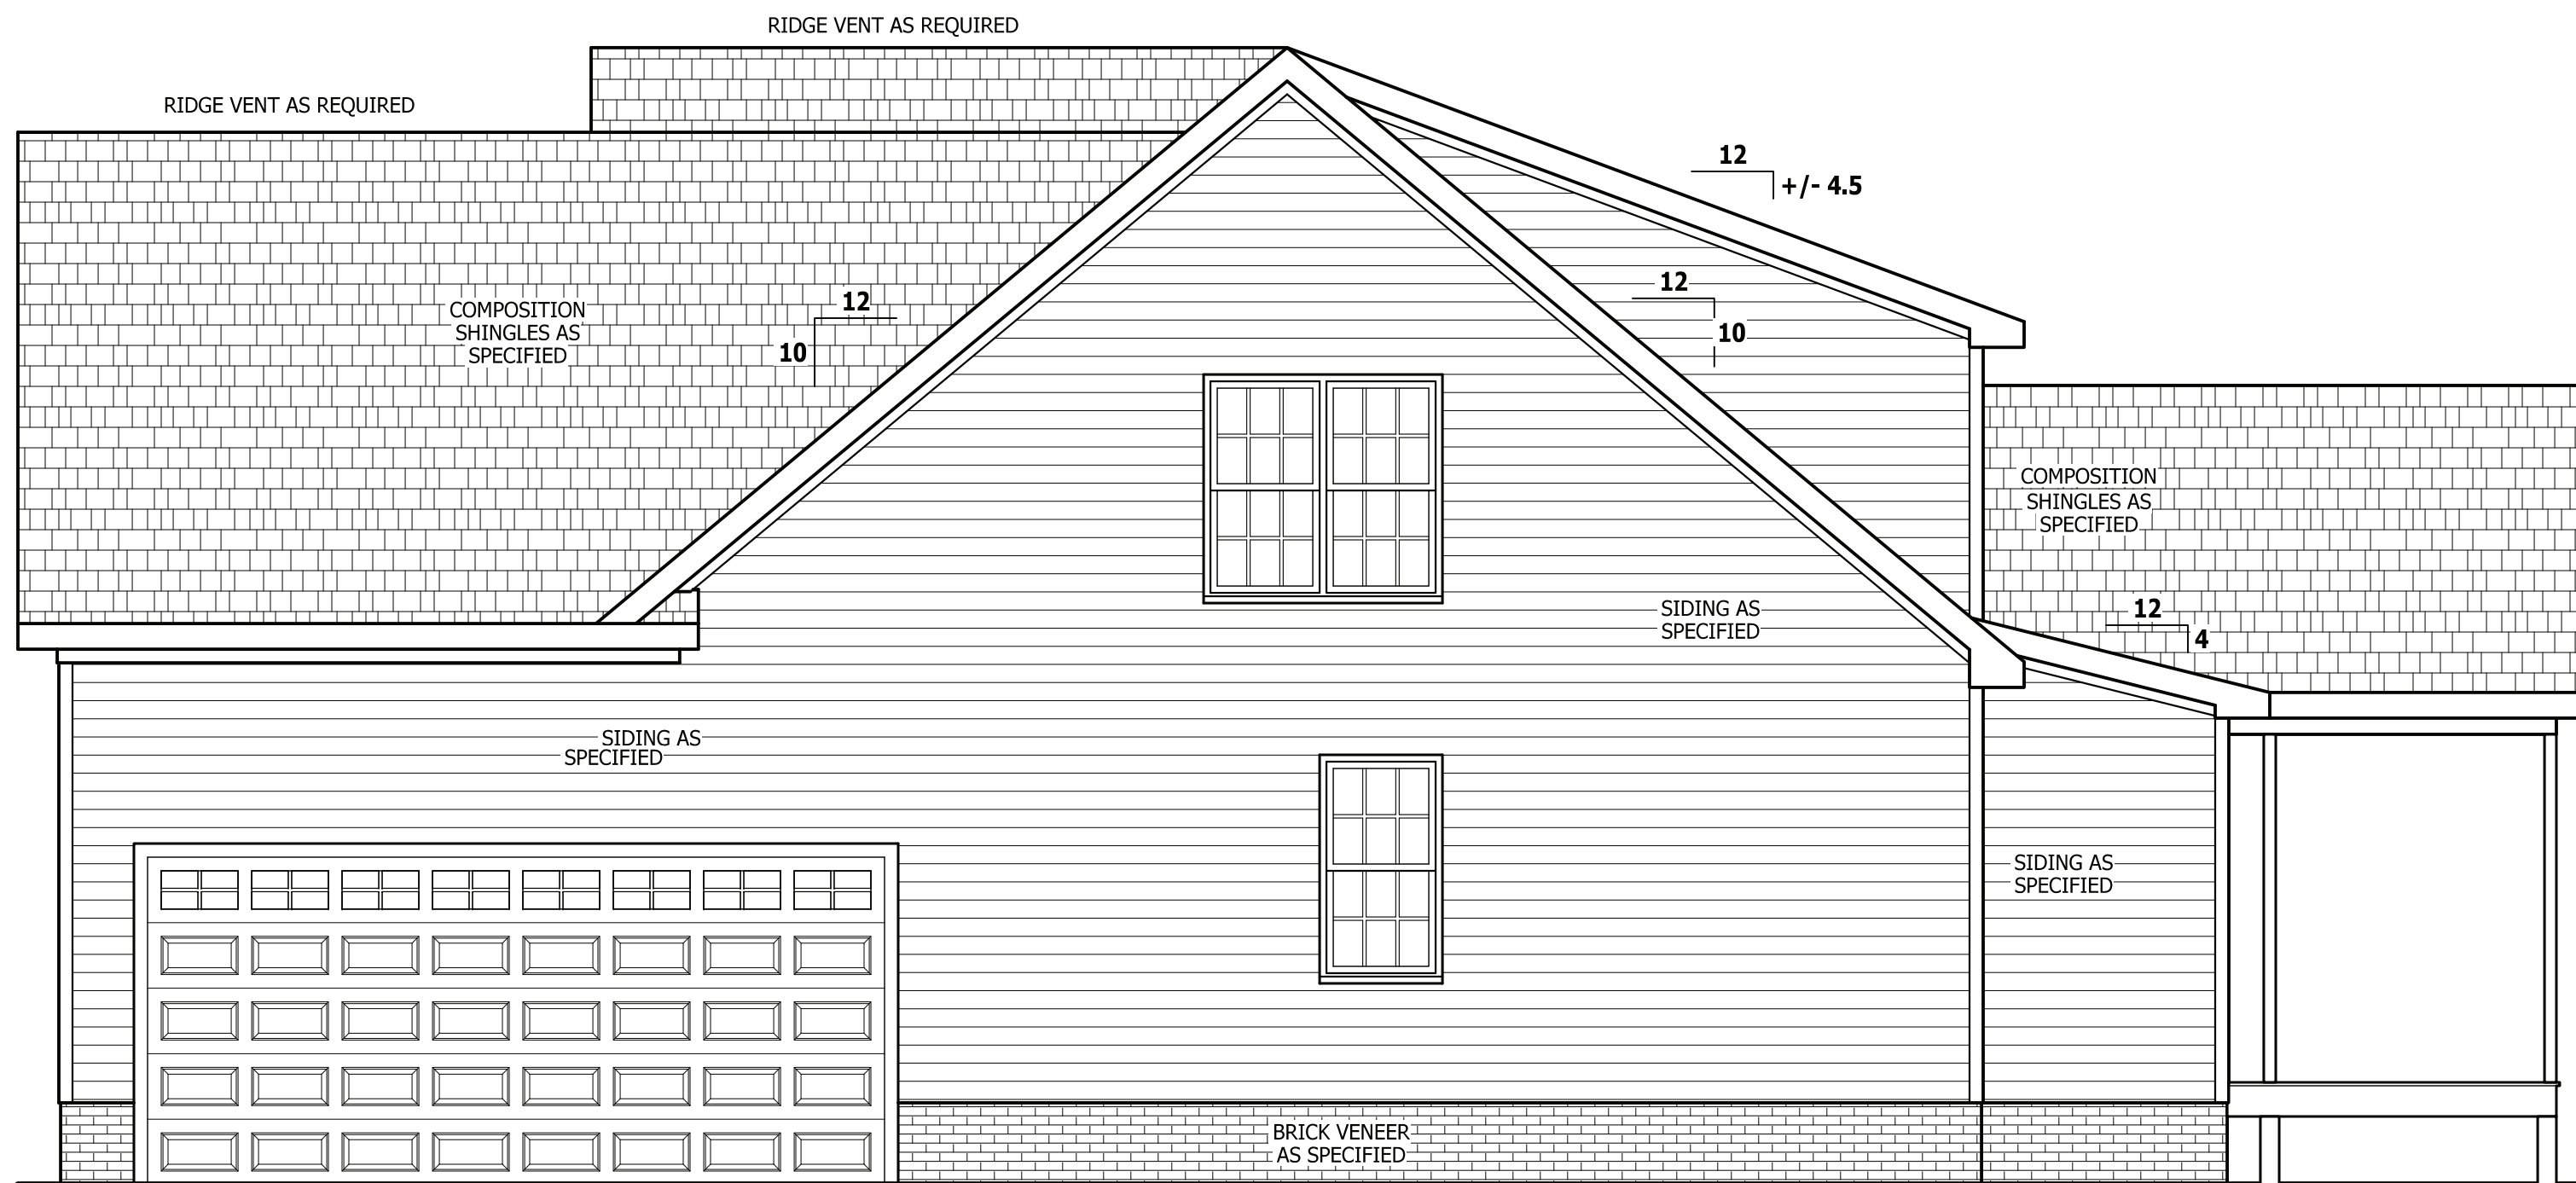 RIDGE VENT AS REQUIRED
RIDGE VENT AS REQUIRED
12
+/- 4.5
12
10
12
10
COMPOSITION
SHINGLES AS
SPECIFIED
COMPOSITION
SHINGLES AS
SPECIFIED
12
4
SIDING AS
SPECIFIED
SIDING AS
SPECIFIED
SIDING AS
SPECIFIED
BRICK VENEER
AS SPECIFIED